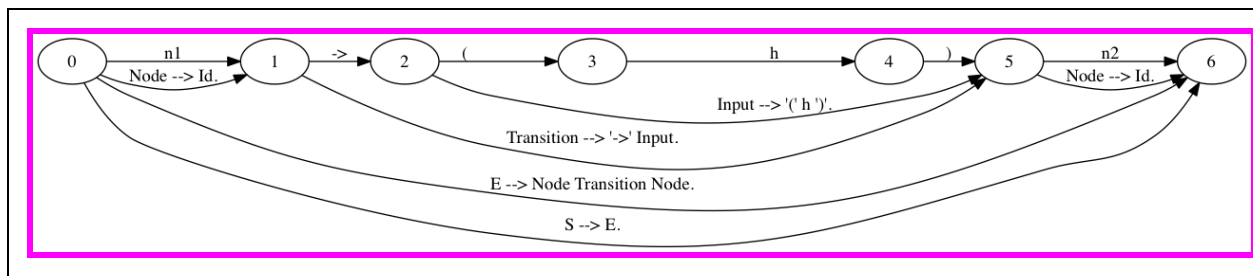 0 n1 1 -> 2 ( 3 h 4 ) 5 n2 6
Node --> Id. Node --> Id.
Input --> '(' h ')'.
Transition --> '->' Input.
E --> Node Transition Node.
S --> E.